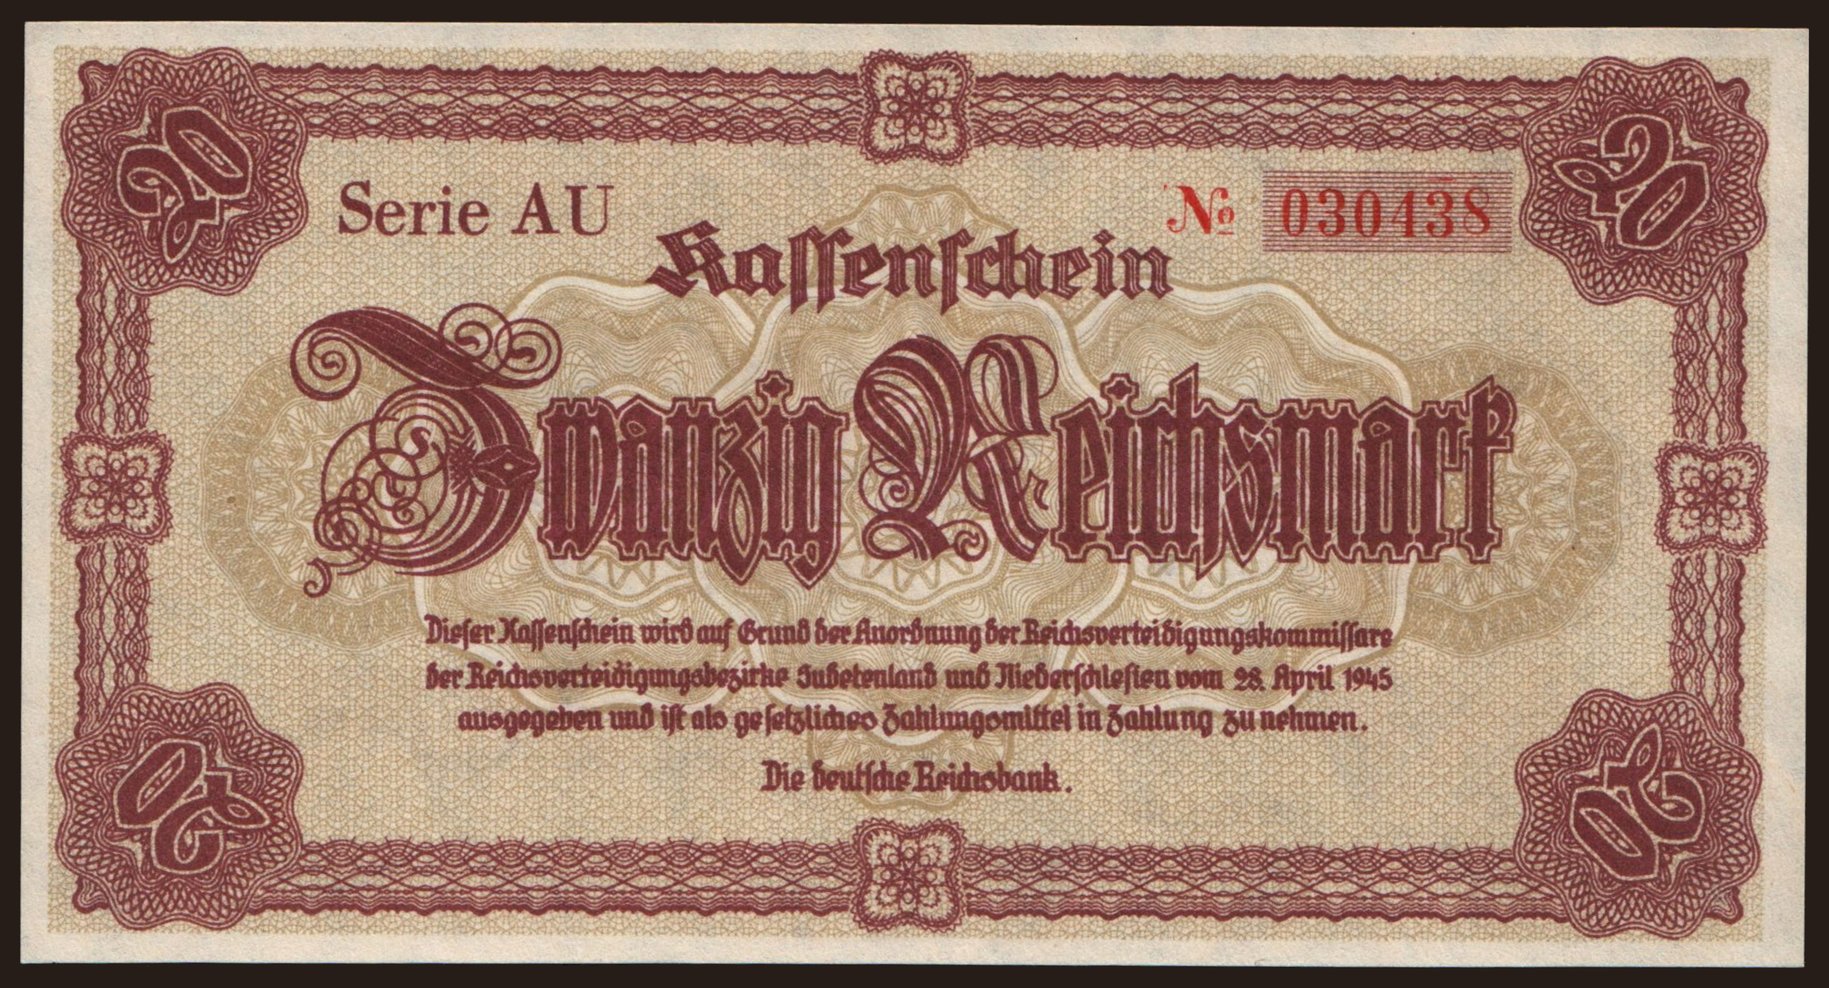 20
20
Serie AU
№ 030438
Kassenschein
Zwanzig Reichsmark
Dieser Kassenschein wird auf Grund der Anordnung der Reichsverteidigungskommissare
der Reichsverteidigungsbezirke Sudetenland und Niederschlesien vom 28. April 1945
ausgegeben und ist als gesetzliches Zahlungsmittel in Zahlung zu nehmen.
Die deutsche Reichsbank.
20
20